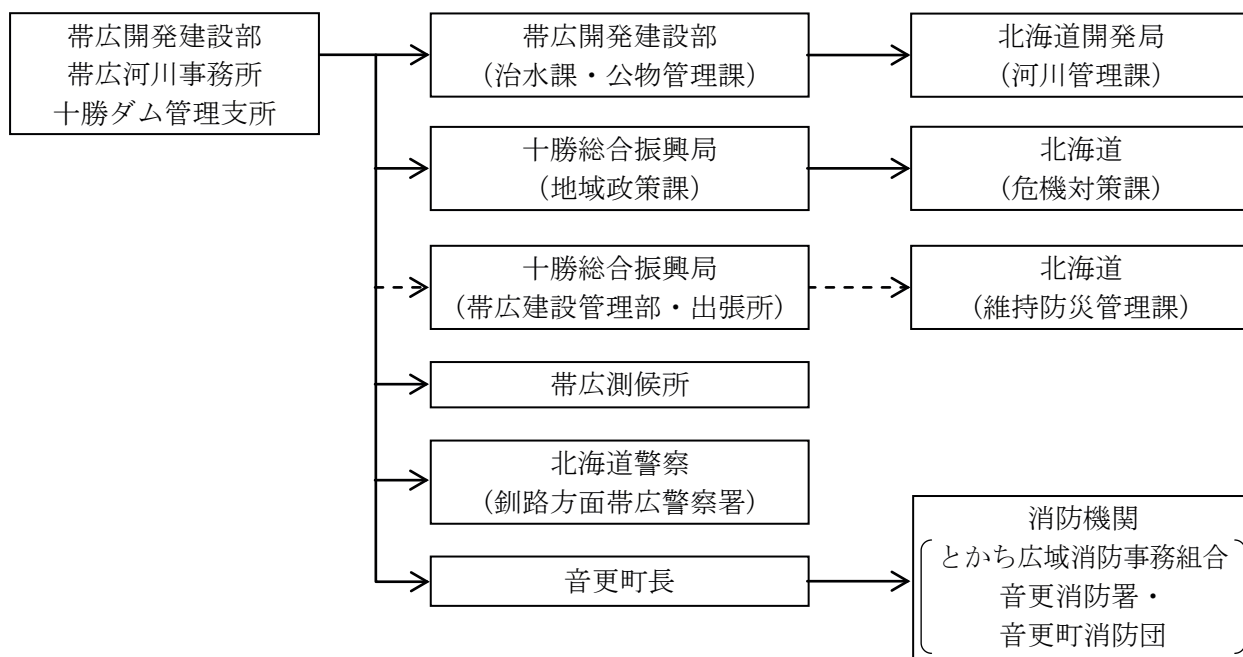 帯広開発建設部
帯広河川事務所
十勝ダム管理支所
帯広開発建設部
(治水課・公物管理課)
北海道開発局
(河川管理課)
十勝総合振興局
(地域政策課)
北海道
(危機対策課)
十勝総合振興局
(帯広建設管理部・出張所)
北海道
(維持防災管理課)
帯広測候所
北海道警察
(釧路方面帯広警察署)
音更町長
消防機関
とかち広域消防事務組合
音更消防署・
音更町消防団